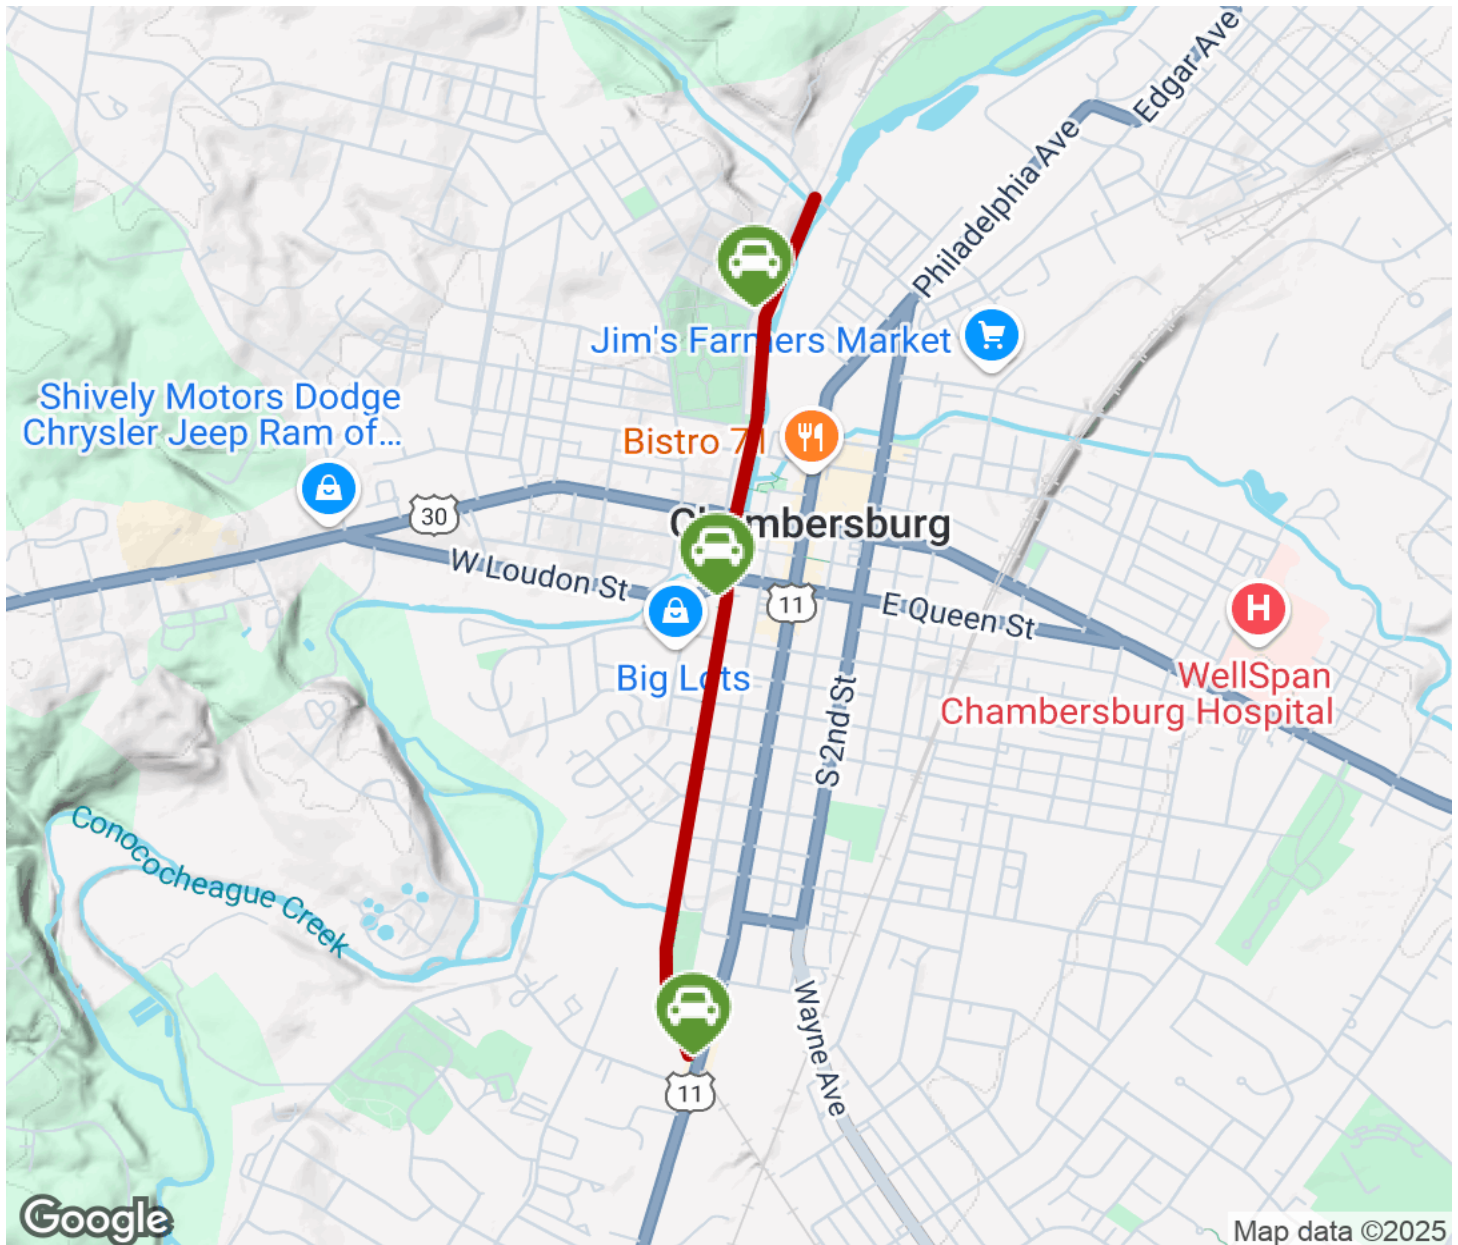 Edgar Ave
Philadelphia Ave
Jim's Farmers Market
Shively Motors Dodge
Chrysler Jeep Ram of...
Bistro 71
30
Chambersburg
W Loudon St
11
E Queen St
H
Big Lots
WellSpan
Chambersburg Hospital
S 2nd St
Conococheague Creek
Wayne Ave
11
Google
Map data ©2025